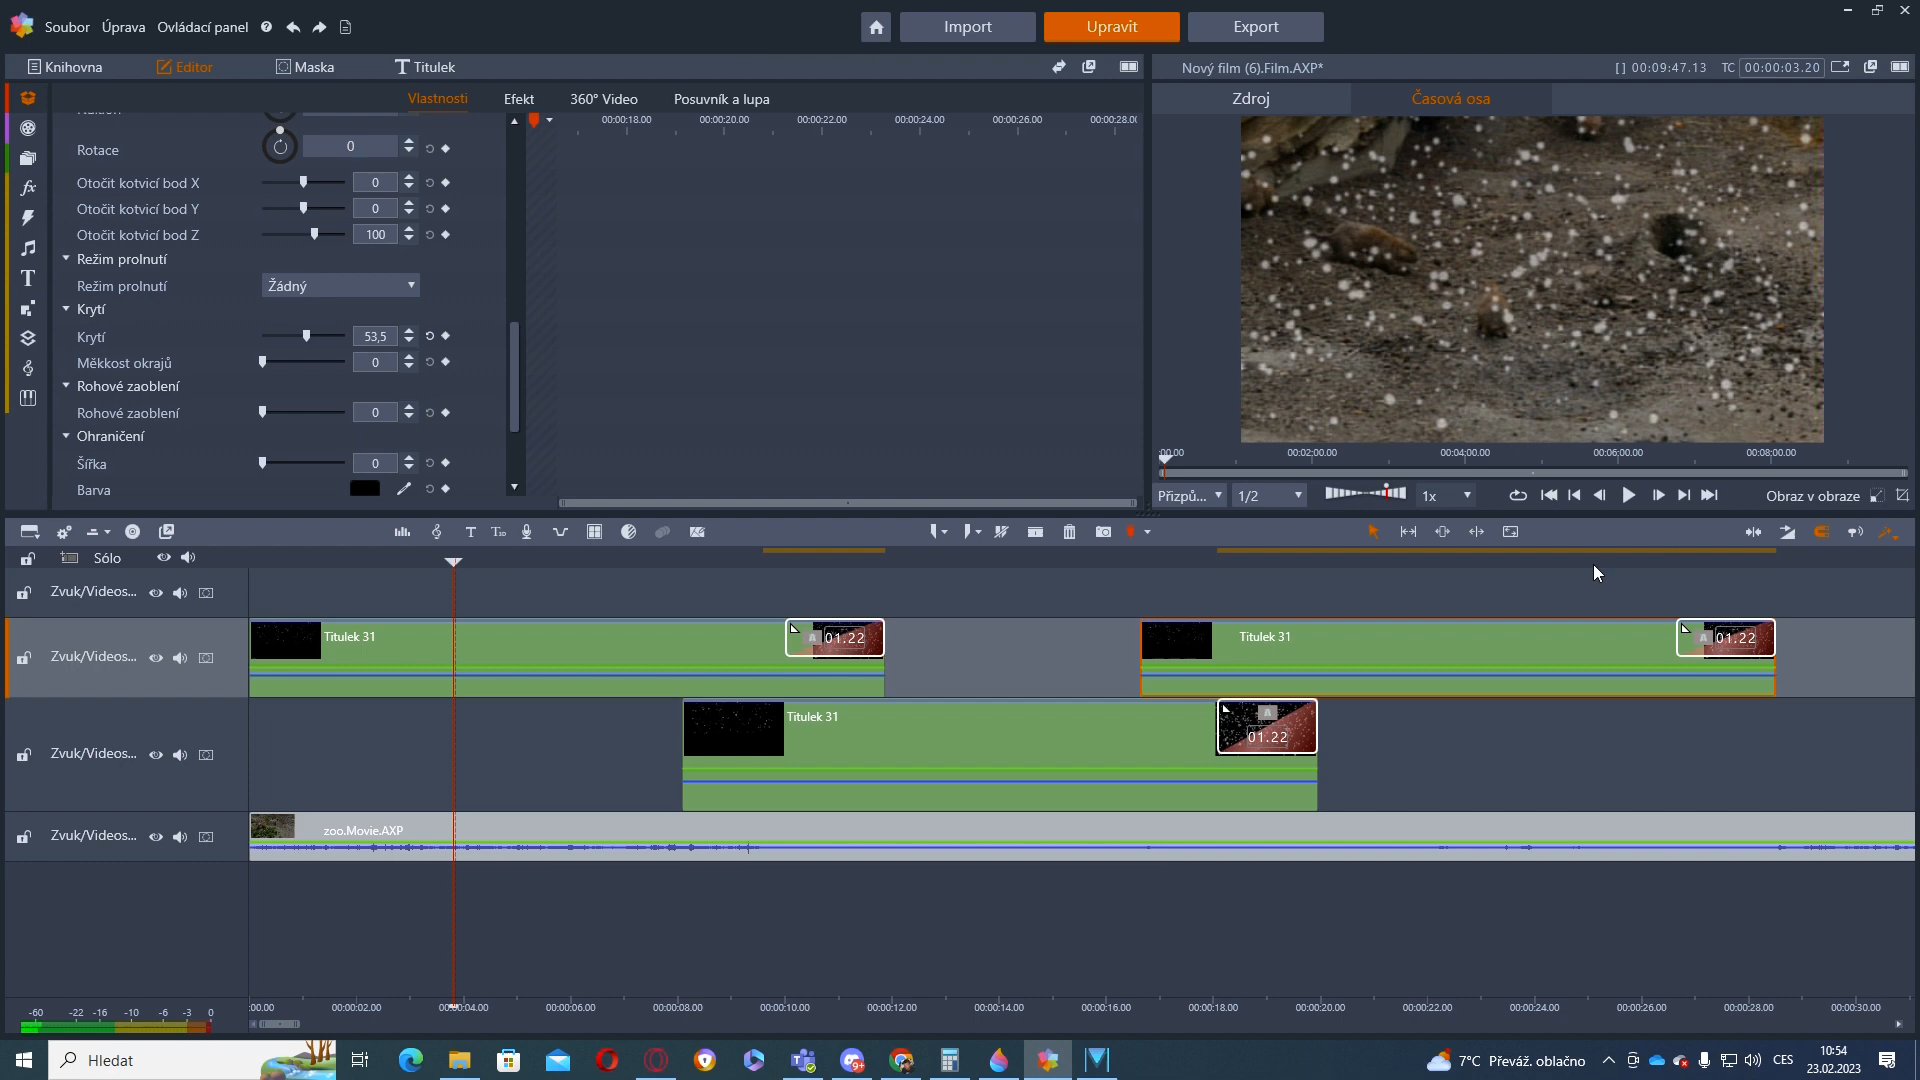 Soubor Úprava Ovládací panel
Import Upravit Export
Knihovna Editor Maska Titulek
Nový film (6).Film.AXP* [ ] 00:09:47.13 TC 00:00:03.20
Vlastnosti Efekt 360° Video Posuvník a lupa
Zdroj Časová osa
00:00:18.00 00:00:20.00 00:00:22.00 00:00:24.00 00:00:26.00 00:00:28.00
Rotace 0
Otočit kotvicí bod X 0
Otočit kotvicí bod Y 0
Otočit kotvicí bod Z 100
Režim prolnutí
Režim prolnutí Žádný
Krytí
Krytí 53,5
Měkkost okrajů 0
Rohové zaoblení
Rohové zaoblení 0
Ohraničení
Šířka 0
Barva
:00.00 00:02:00.00 00:04:00.00 00:06:00.00 00:08:00.00
Přizpů... 1/2 1x Obraz v obraze
Sólo
Zvuk/Videos...
Zvuk/Videos... Titulek 31 A 01.22 Titulek 31 A 01.22
Zvuk/Videos... Titulek 31 A 01.22
Zvuk/Videos... zoo.Movie.AXP
:00.00 00:00:02.00 00:00:04.00 00:00:06.00 00:00:08.00 00:00:10.00 00:00:12.00 00:00:14.00 00:00:16.00 00:00:18.00 00:00:20.00 00:00:22.00 00:00:24.00 00:00:26.00 00:00:28.00 00:00:30.00
-60 -22 -16 -10 -6 -3 0
Hledat 9+ 7°C Převáž. oblačno CES 10:54
23.02.2023